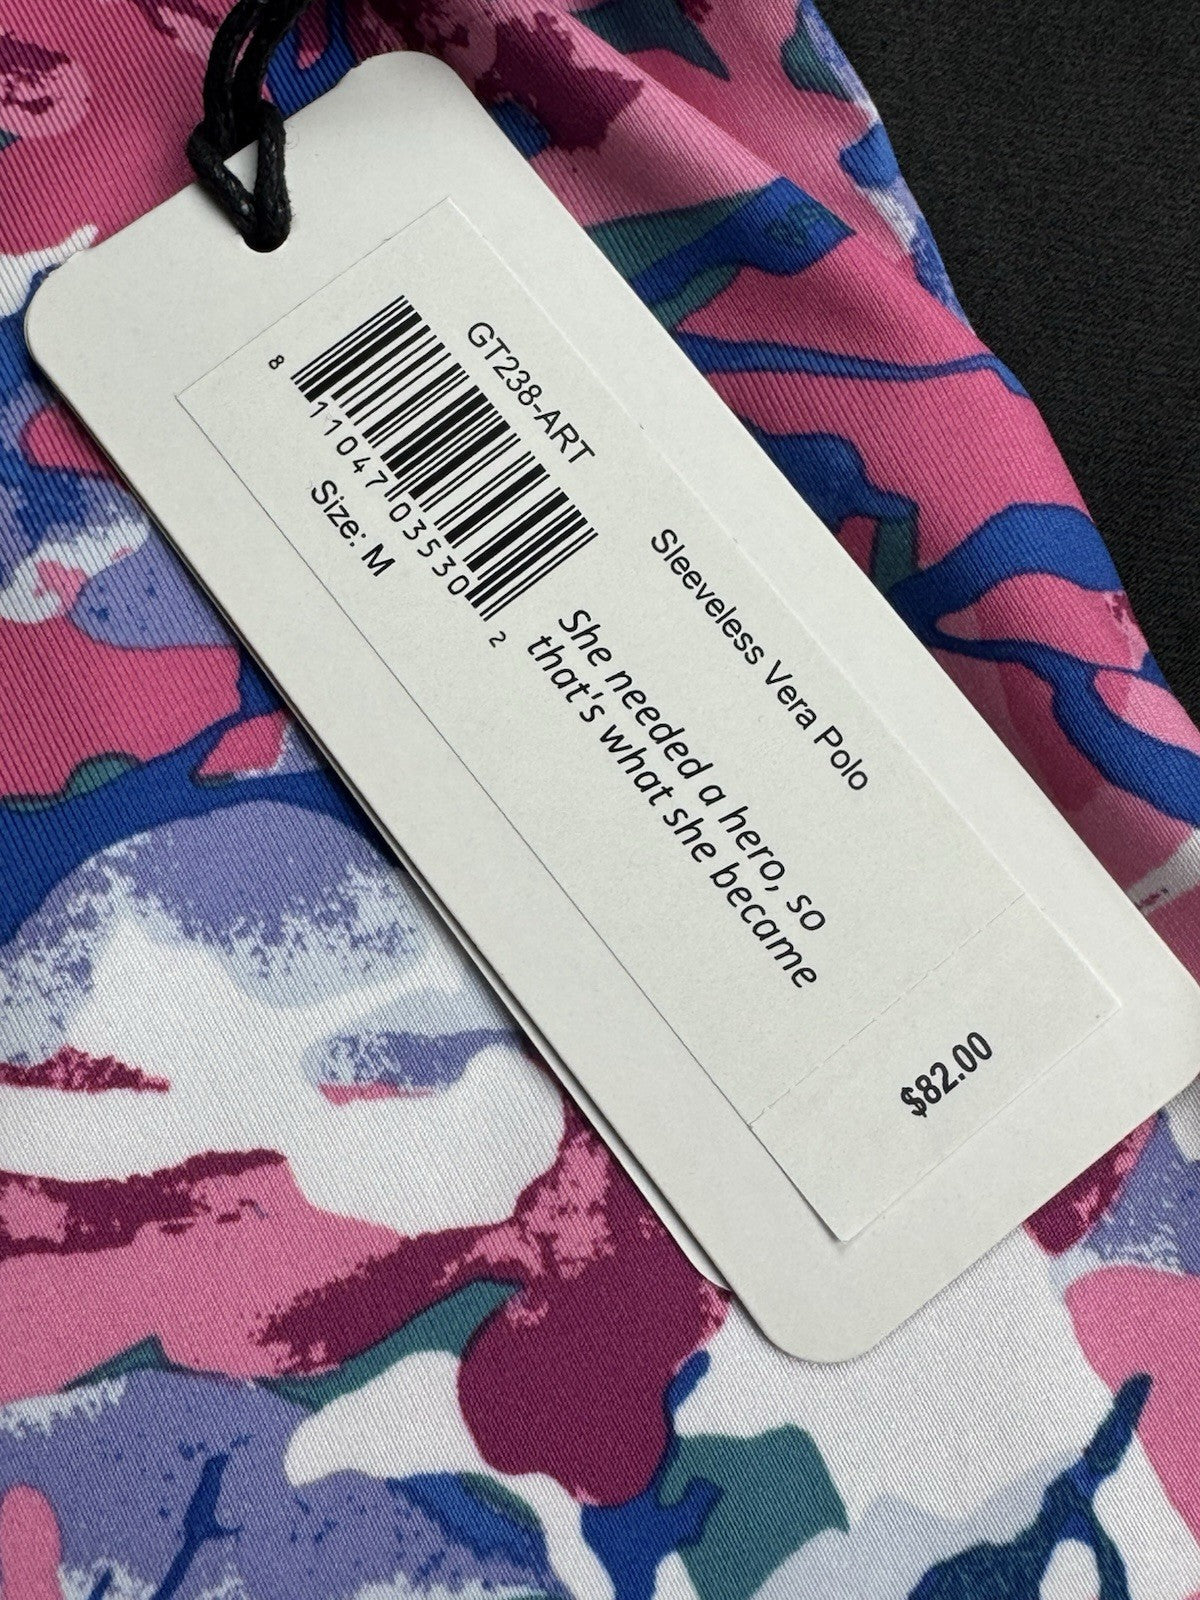 GT238-ART
8 11047 03530 2
Size: M
Sleeveless Vera Polo
She needed a hero, so
that's what she became
$82.00